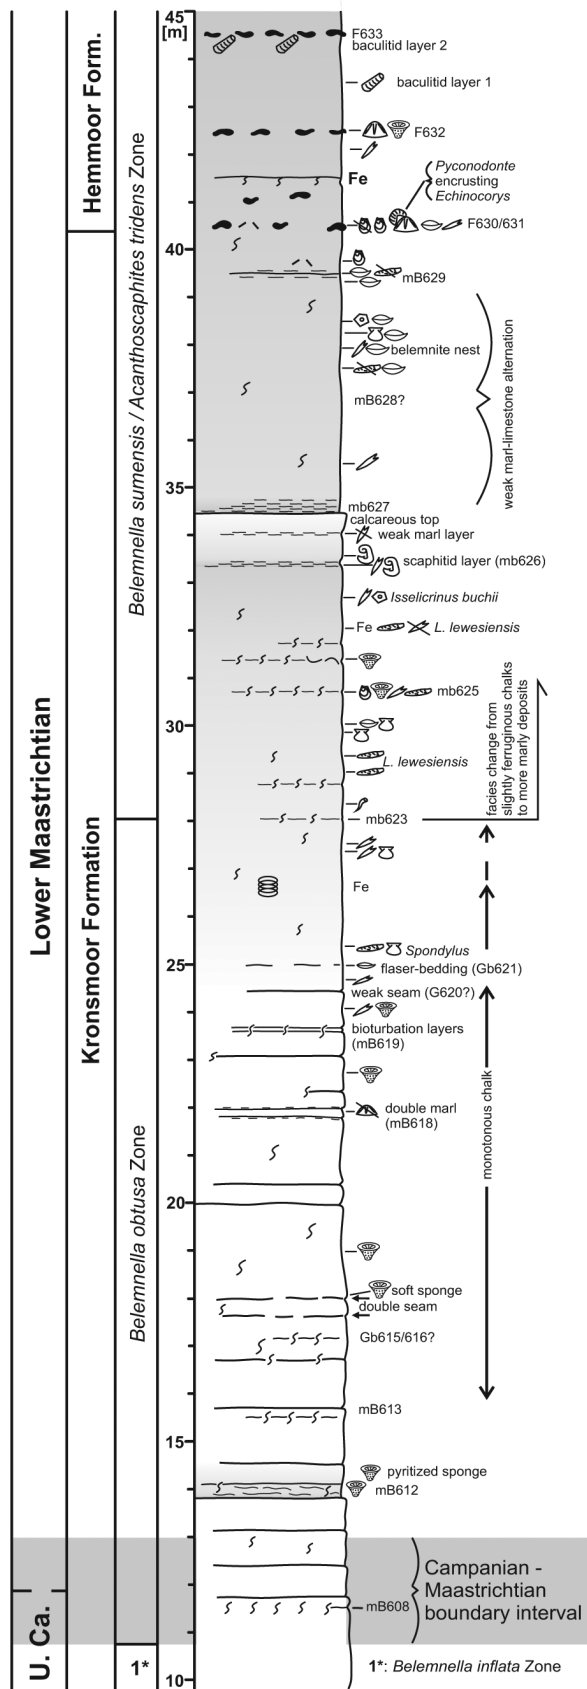 45
[m]
F633
baculitid layer 2
baculitid layer 1
F632
Fe
Pyconodonte
encrusting
Echinocorys
F630/631
40
mB629
belemnite nest
mB628?
weak marl-limestone alternation
35
mb627
calcareous top
weak marl layer
scaphitid layer (mb626)
Isselicrinus buchii
Fe
L. lewesiensis
mb625
30
L. lewesiensis
facies change from
slightly ferruginous chalks
to more marly deposits
mb623
Fe
Spondylus
25
flaser-bedding (Gb621)
weak seam (G620?)
bioturbation layers
(mB619)
double marl
(mB618)
monotonous chalk
20
soft sponge
double seam
Gb615/616?
mB613
15
pyritized sponge
mB612
Campanian -
Maastrichtian
boundary interval
mB608
10
1*: Belemnella inflata Zone
Hemmoor Form.
Kronsmoor Formation
Lower Maastrichtian
U. Ca.
Belemnella sumensis / Acanthoscaphites tridens Zone
Belemnella obtusa Zone
1*